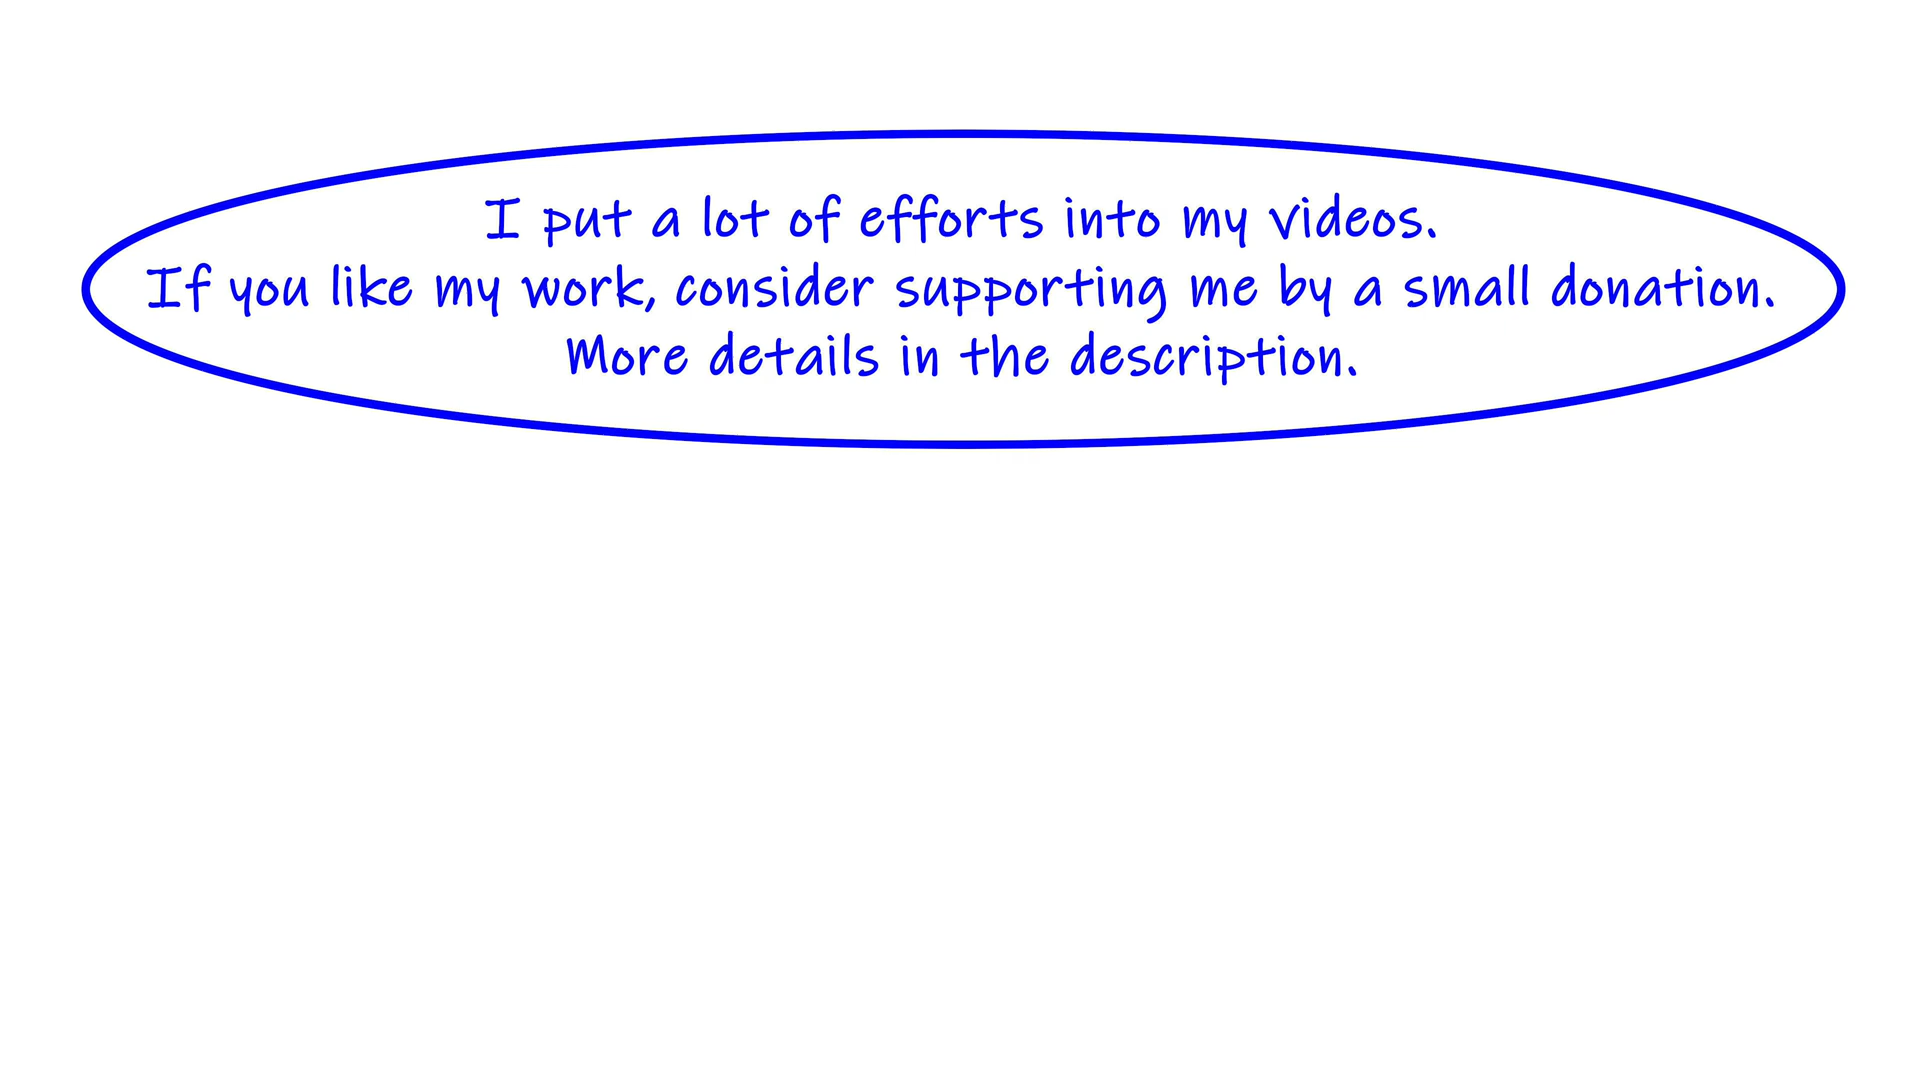 I put a lot of efforts into my videos.
If you like my work, consider supporting me by a small donation.
More details in the description.